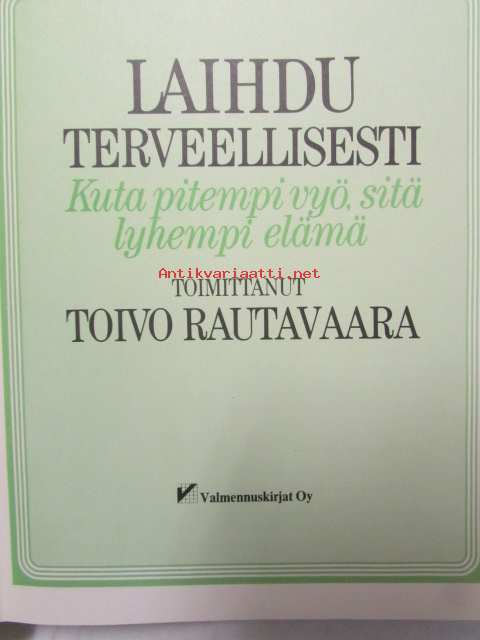 LAIHDU
TERVEELLISESTI
Kuta pitempi vyö, sitä
lyhempi elämä
Antikvariaatti.net
TOIMITTANUT
TOIVO RAUTAVAARA
Valmennuskirjat Oy